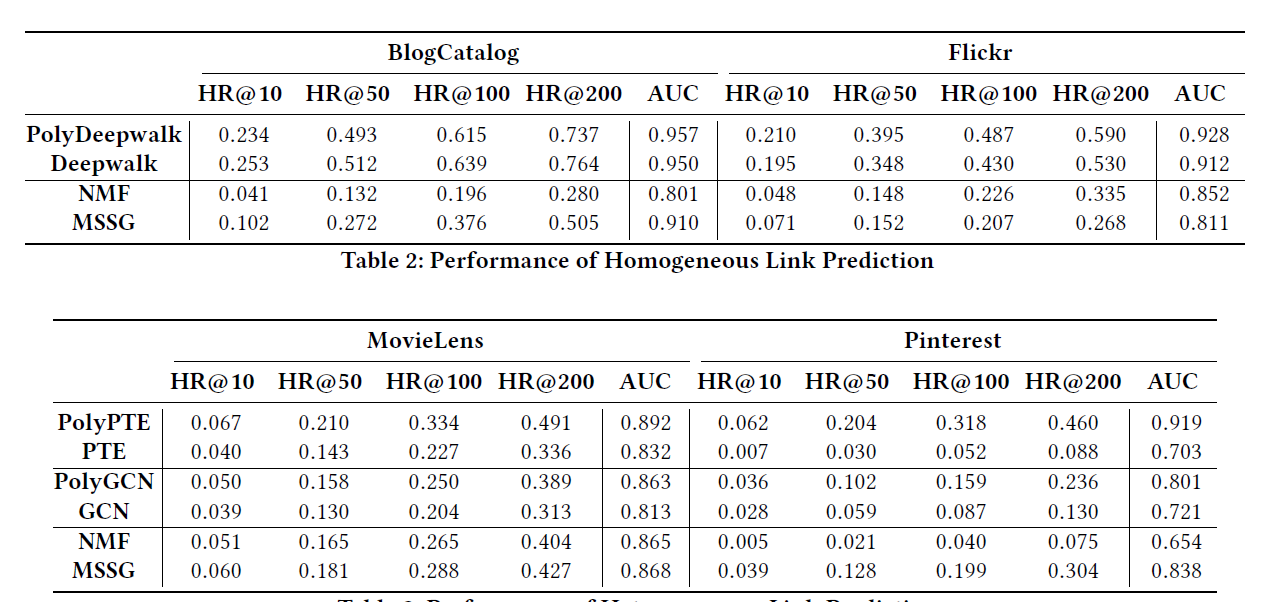 BlogCatalog Flickr
HR@10 HR@50 HR@100 HR@200 AUC HR@10 HR@50 HR@100 HR@200 AUC
PolyDeepwalk 0.234 0.493 0.615 0.737 0.957 0.210 0.395 0.487 0.590 0.928
Deepwalk 0.253 0.512 0.639 0.764 0.950 0.195 0.348 0.430 0.530 0.912
NMF 0.041 0.132 0.196 0.280 0.801 0.048 0.148 0.226 0.335 0.852
MSSG 0.102 0.272 0.376 0.505 0.910 0.071 0.152 0.207 0.268 0.811
Table 2: Performance of Homogeneous Link Prediction
MovieLens Pinterest
HR@10 HR@50 HR@100 HR@200 AUC HR@10 HR@50 HR@100 HR@200 AUC
PolyPTE 0.067 0.210 0.334 0.491 0.892 0.062 0.204 0.318 0.460 0.919
PTE 0.040 0.143 0.227 0.336 0.832 0.007 0.030 0.052 0.088 0.703
PolyGCN 0.050 0.158 0.250 0.389 0.863 0.036 0.102 0.159 0.236 0.801
GCN 0.039 0.130 0.204 0.313 0.813 0.028 0.059 0.087 0.130 0.721
NMF 0.051 0.165 0.265 0.404 0.865 0.005 0.021 0.040 0.075 0.654
MSSG 0.060 0.181 0.288 0.427 0.868 0.039 0.128 0.199 0.304 0.838